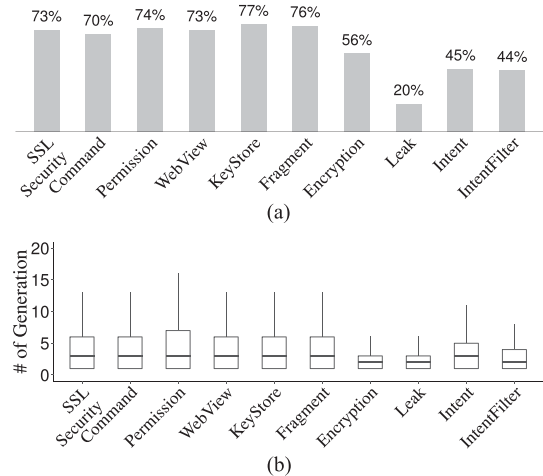 73% 70% 74% 73% 77% 76% 56% 20% 45% 44%
SSL Security Command Permission WebView KeyStore Fragment Encryption Leak Intent IntentFilter
(a)
# of Generation
20
15
10
5
0
SSL Security Command Permission WebView KeyStore Fragment Encryption Leak Intent IntentFilter
(b)